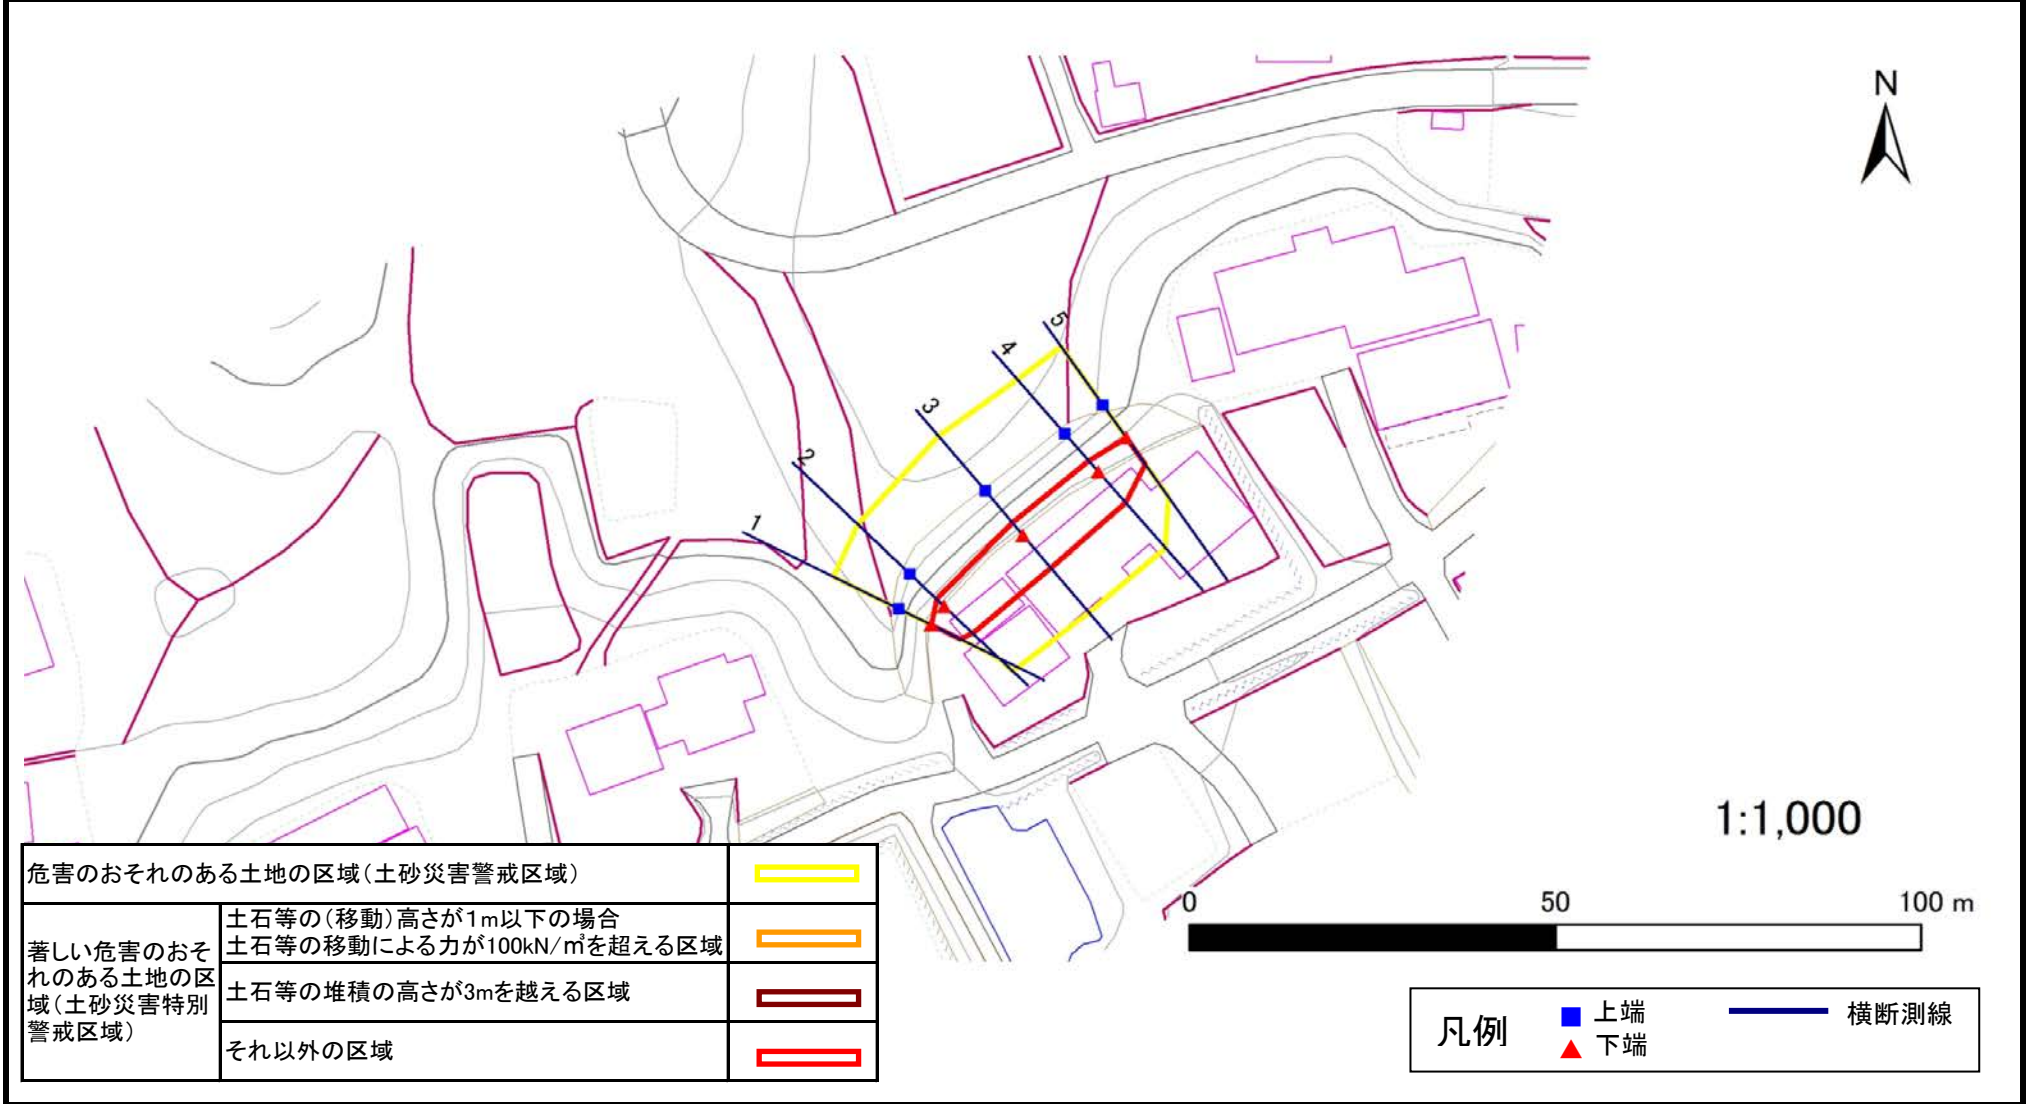 N
5
4
3
2
1
1:1,000
0 50 100 m
危害のおそれのある土地の区域(土砂災害警戒区域)
著しい危害のおそ
れのある土地の区
域(土砂災害特別
警戒区域)
土石等の(移動)高さが1m以下の場合
土石等の移動による力が100kN/㎥を超える区域
土石等の堆積の高さが3mを越える区域
それ以外の区域
凡例
上端
下端
横断測線